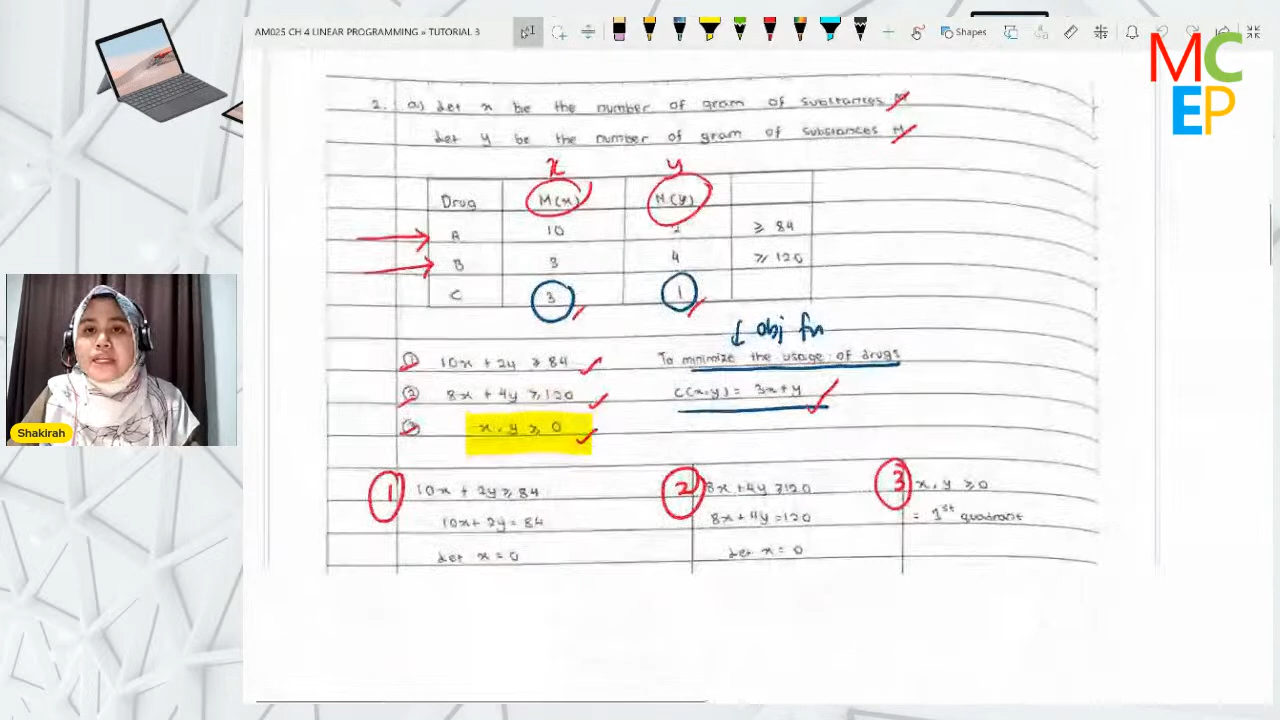 AM025 CH 4 LINEAR PROGRAMMING » TUTORIAL 3
Shapes
MC
EP
2. a) Let x be the number of gram of substances M
Let y be the number of gram of substances N
x y
Drug M(x) N(y)
A 10 2 ≥ 84
B 8 4 ≥ 120
C 3 1
↓ obj fn
① 10x + 2y ≥ 84 To minimize the usage of drugs
② 8x + 4y ≥ 120 C(x,y) = 3x + y
③ x, y ≥ 0
Shakirah
① 10x + 2y ≥ 84 ② 8x + 4y ≥ 120 ③ x, y ≥ 0
10x + 2y = 84 8x + 4y = 120 = 1st quadrant
Let x = 0 Let x = 0